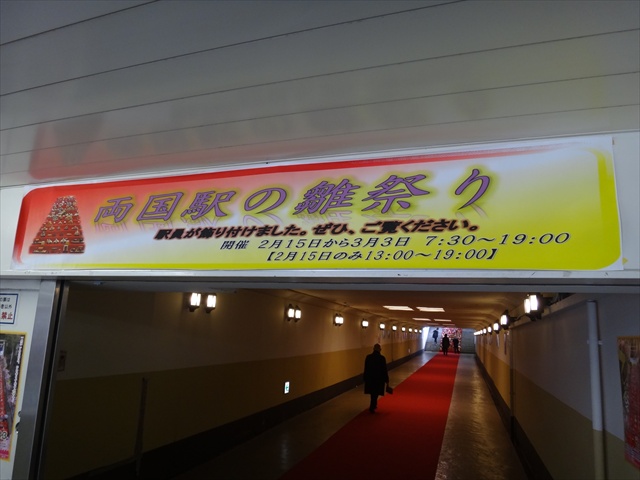 両国駅の雛祭り
駅員が飾り付けました。ぜひ、ご覧ください。
開催 2月15日から3月3日 7:30～19:00
【2月15日のみ13:00～19:00】
禁止